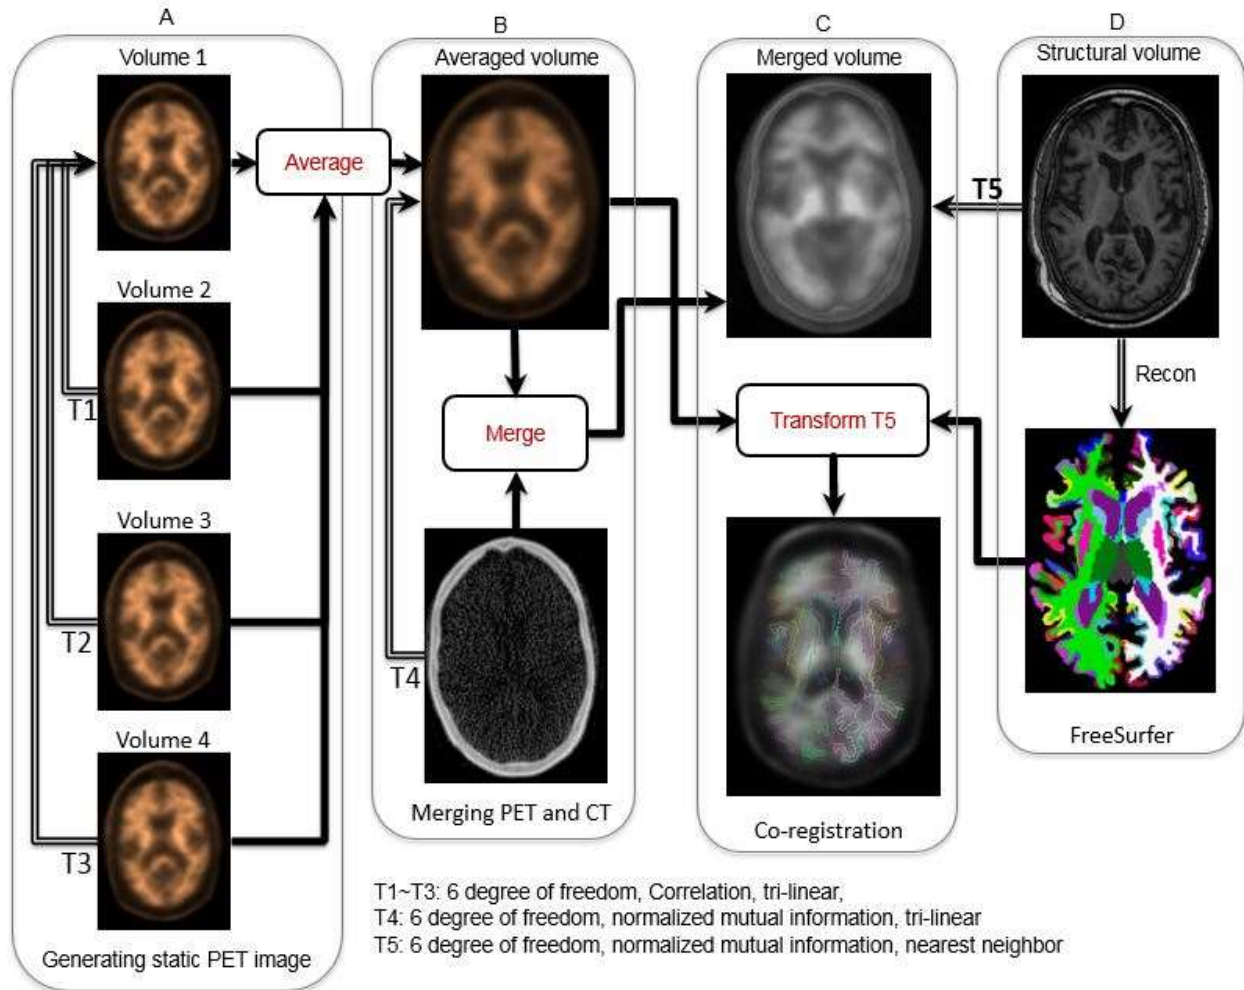 A
B
C
D
Volume 1
Averaged volume
Merged volume
Structural volume
Average
T5
Volume 2
Recon
T1
Merge
Transform T5
Volume 3
T2
T4
Volume 4
FreeSurfer
Merging PET and CT
Co-registration
T3
T1~T3: 6 degree of freedom, Correlation, tri-linear,
T4: 6 degree of freedom, normalized mutual information, tri-linear
T5: 6 degree of freedom, normalized mutual information, nearest neighbor
Generating static PET image